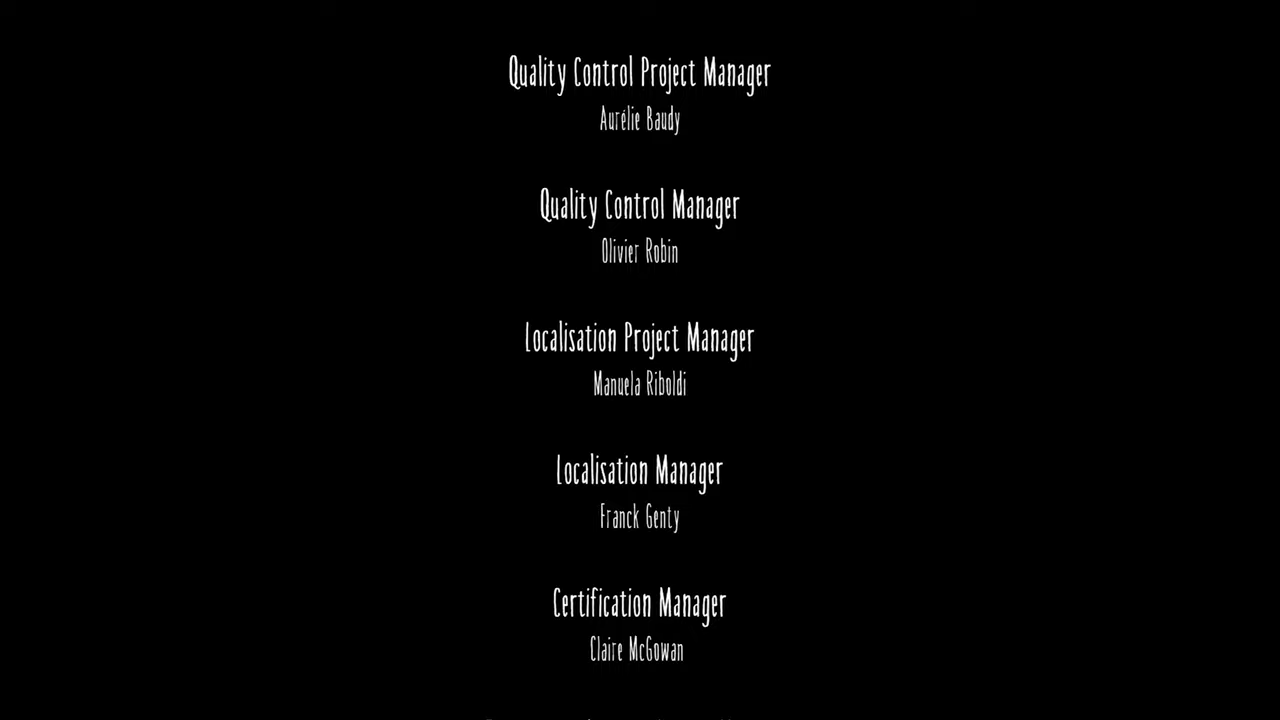 Quality Control Project Manager
Aurélie Baudy
Quality Control Manager
Olivier Robin
Localisation Project Manager
Manuela Riboldi
Localisation Manager
Franck Genty
Certification Manager
Claire McGowan